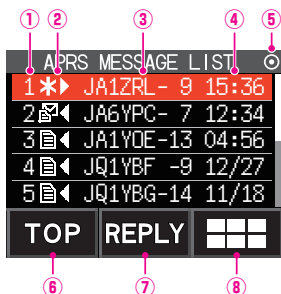 ① ② ③ ④ ⑤
APRS MESSAGE LIST
1 JA1ZRL- 9 15:36
2 JA6YPC- 7 12:34
3 JA1YOE-13 04:56
4 JQ1YBF -9 12/27
5 JQ1YBG-14 11/18
TOP REPLY
⑥ ⑦ ⑧